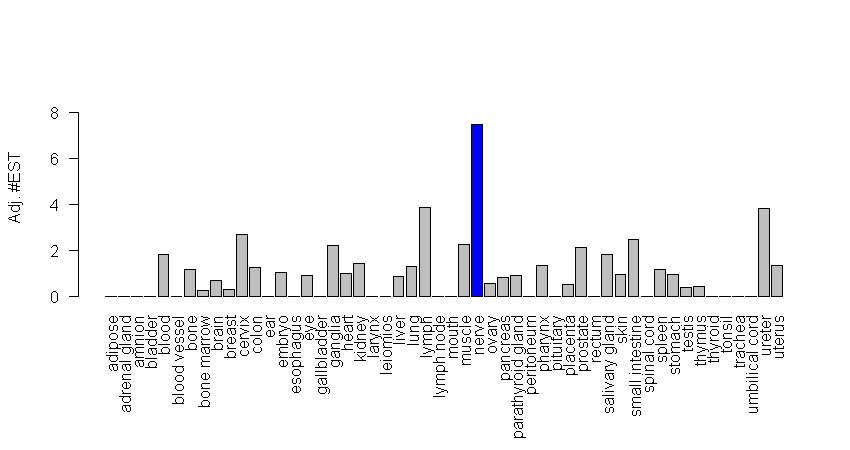 Adj. #EST
8
6
4
2
0
adipose
adrenal gland
amnion
bladder
blood
blood vessel
bone
bone marrow
brain
breast
cervix
colon
ear
embryo
esophagus
eye
gallbladder
ganglia
heart
kidney
larynx
leiomios
liver
lung
lymph
lymph node
mouth
muscle
nerve
ovary
pancreas
parathyroid gland
peritoneum
pharynx
pituitary
placenta
prostate
rectum
salivary gland
skin
small intestine
spinal cord
spleen
stomach
testis
thymus
thyroid
tonsil
trachea
umbilical cord
ureter
uterus